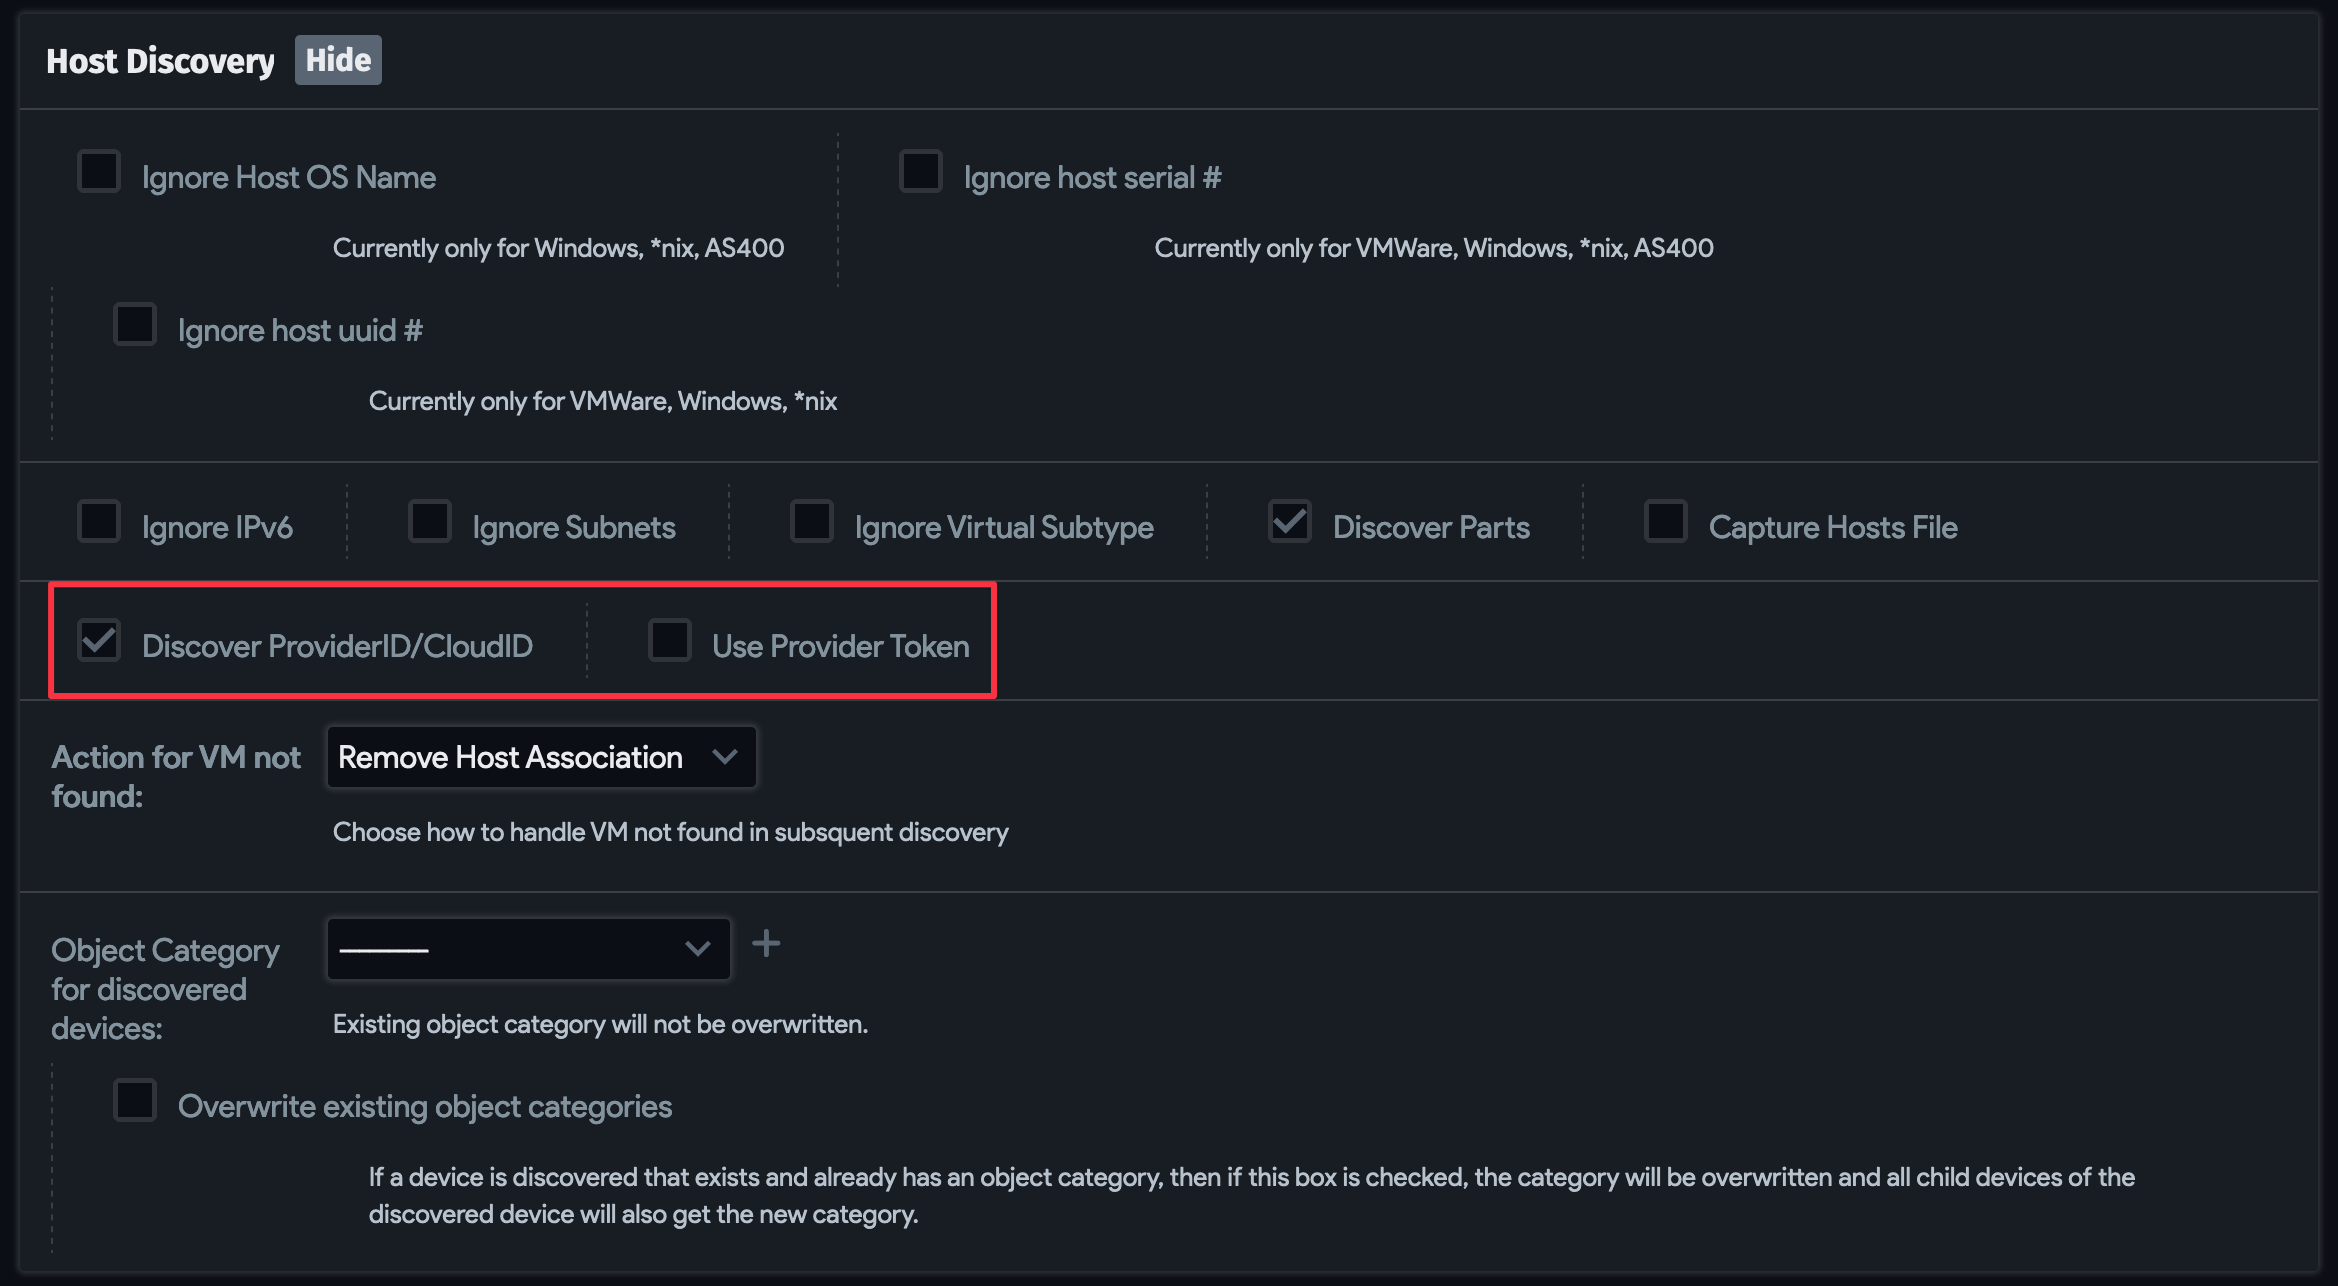 Host Discovery Hide
Ignore Host OS Name
Ignore host serial #
Currently only for Windows, *nix, AS400
Currently only for VMWare, Windows, *nix, AS400
Ignore host uuid #
Currently only for VMWare, Windows, *nix
Ignore IPv6
Ignore Subnets
Ignore Virtual Subtype
Discover Parts
Capture Hosts File
Discover ProviderID/CloudID
Use Provider Token
Action for VM not
found:
Remove Host Association
Choose how to handle VM not found in subsquent discovery
Object Category
for discovered
devices:
---------
Existing object category will not be overwritten.
Overwrite existing object categories
If a device is discovered that exists and already has an object category, then if this box is checked, the category will be overwritten and all child devices of the
discovered device will also get the new category.